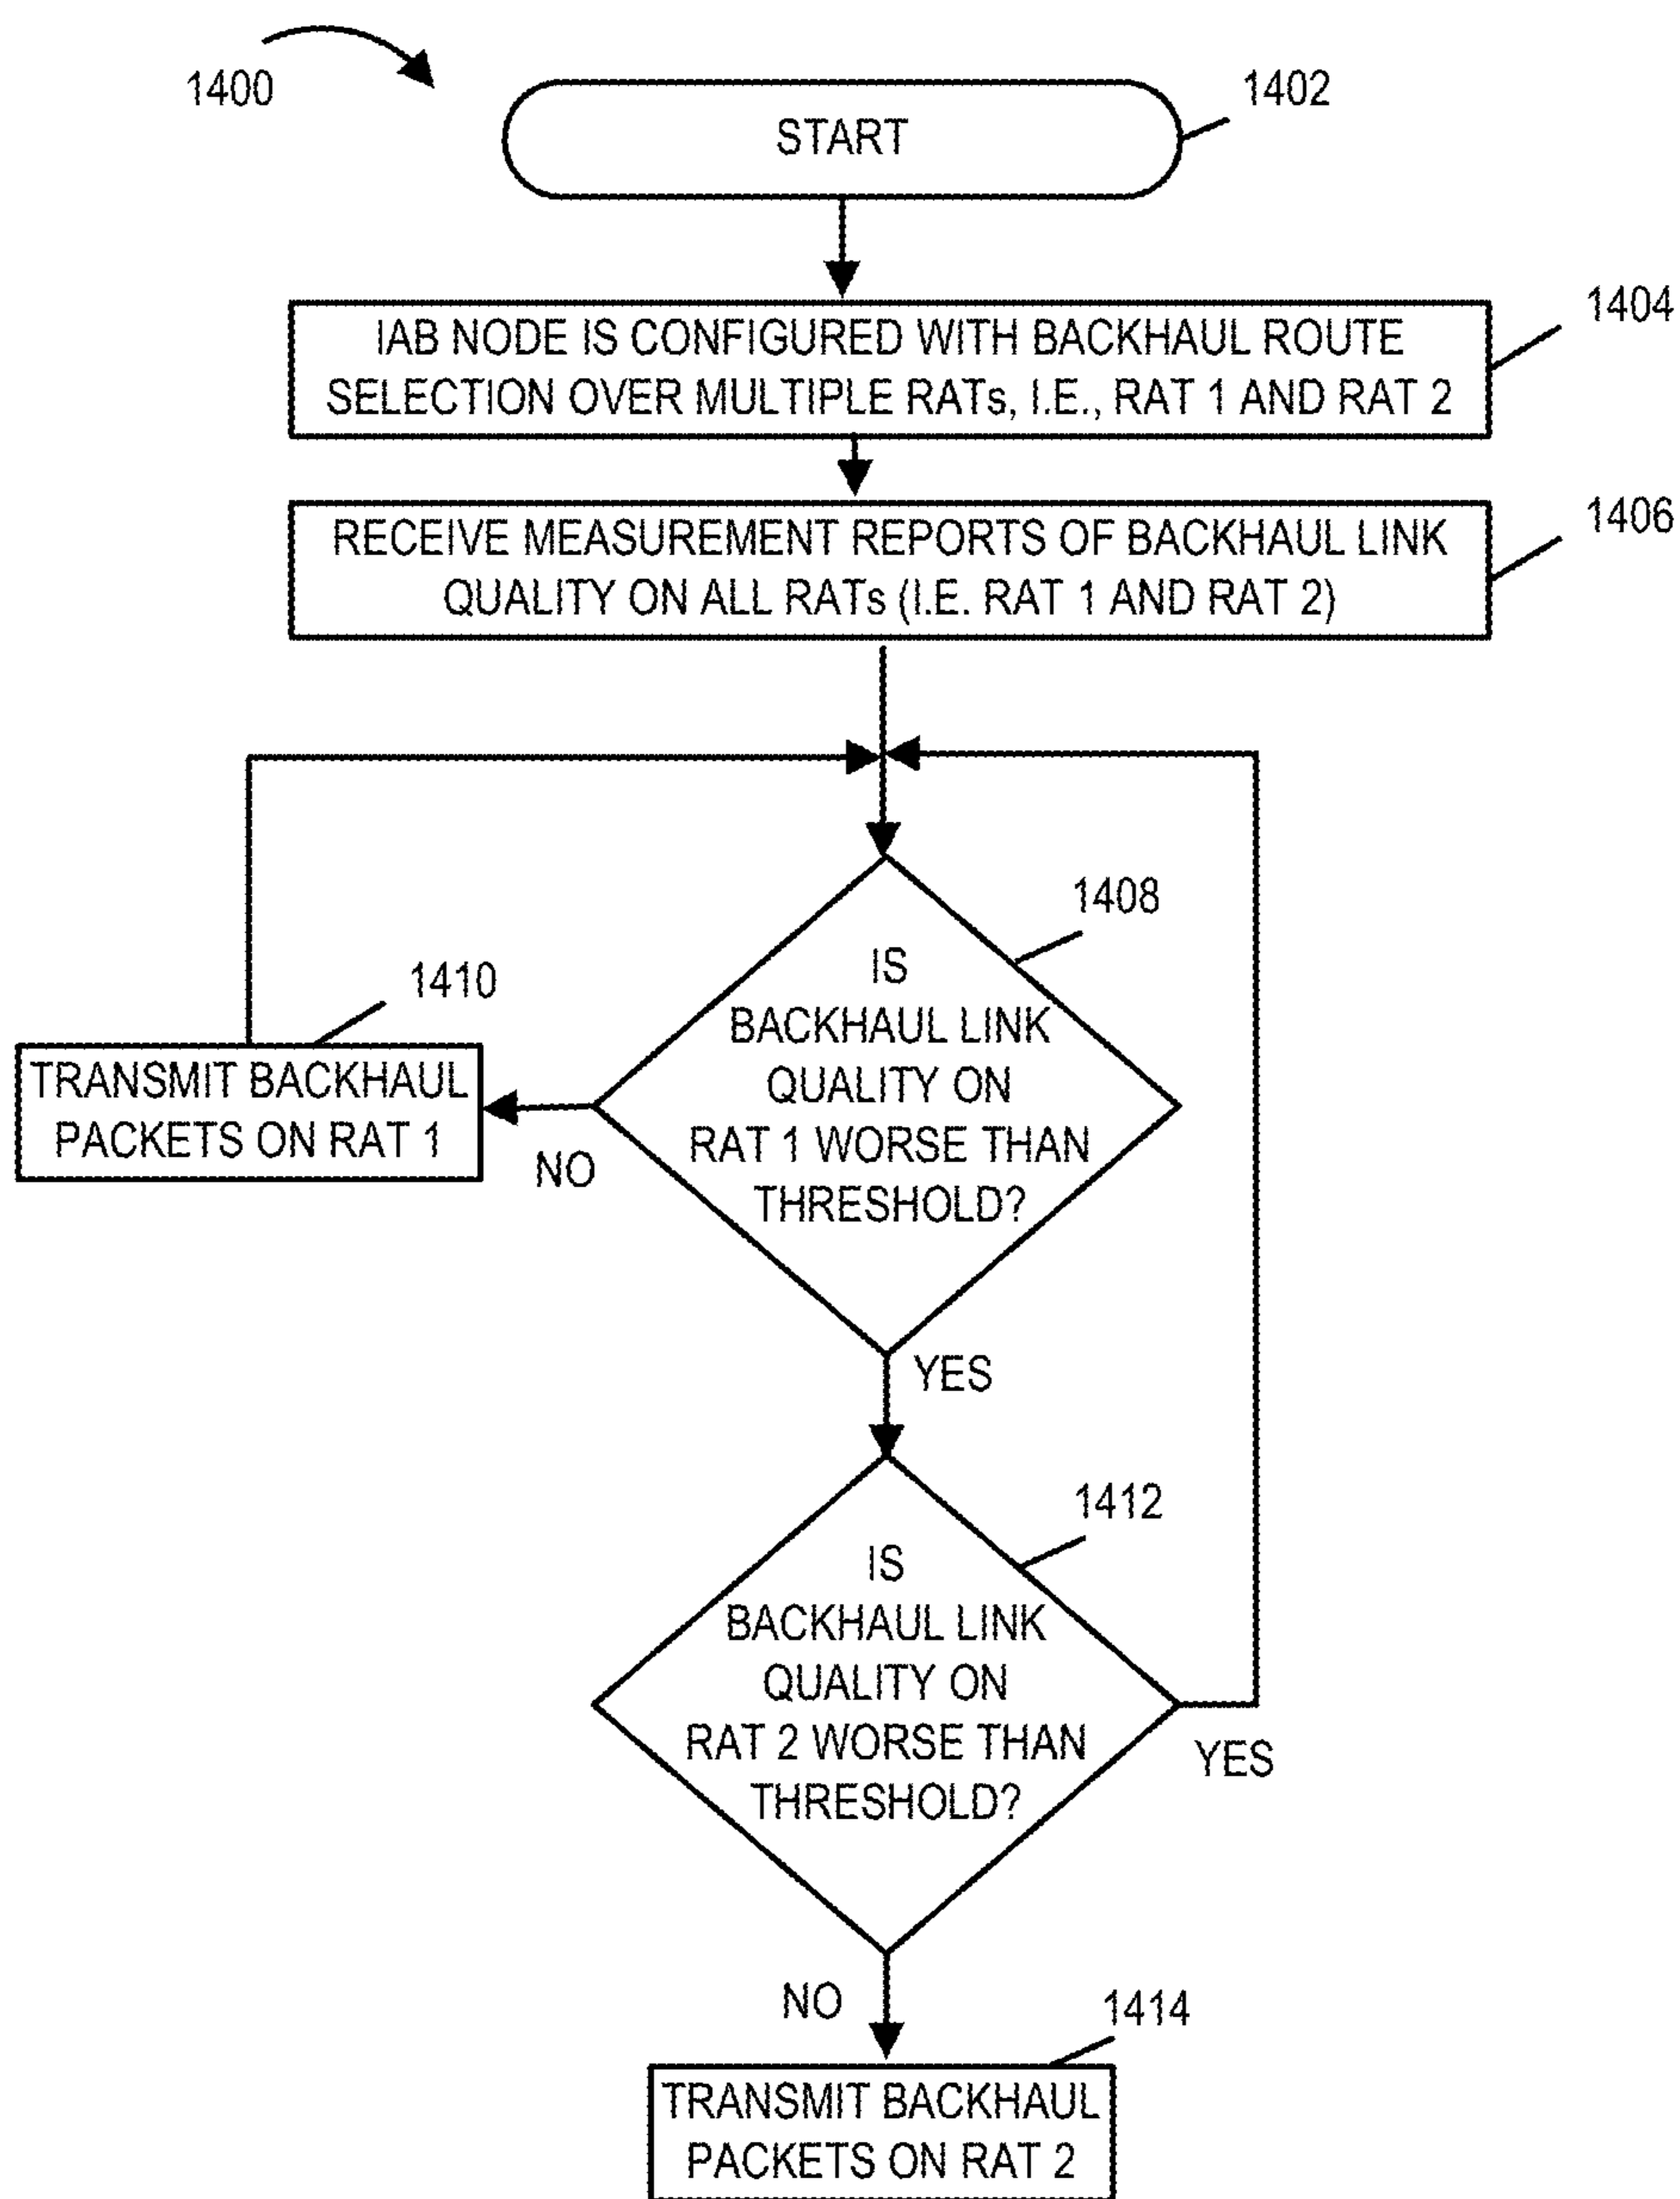 1400
1402
START
1404
IAB NODE IS CONFIGURED WITH BACKHAUL ROUTE
SELECTION OVER MULTIPLE RATs, I.E., RAT 1 AND RAT 2
1406
RECEIVE MEASUREMENT REPORTS OF BACKHAUL LINK
QUALITY ON ALL RATs (I.E. RAT 1 AND RAT 2)
1408
IS
BACKHAUL LINK
QUALITY ON
RAT 1 WORSE THAN
THRESHOLD?
1410
TRANSMIT BACKHAUL
PACKETS ON RAT 1
NO
YES
1412
IS
BACKHAUL LINK
QUALITY ON
RAT 2 WORSE THAN
THRESHOLD?
YES
NO
1414
TRANSMIT BACKHAUL
PACKETS ON RAT 2